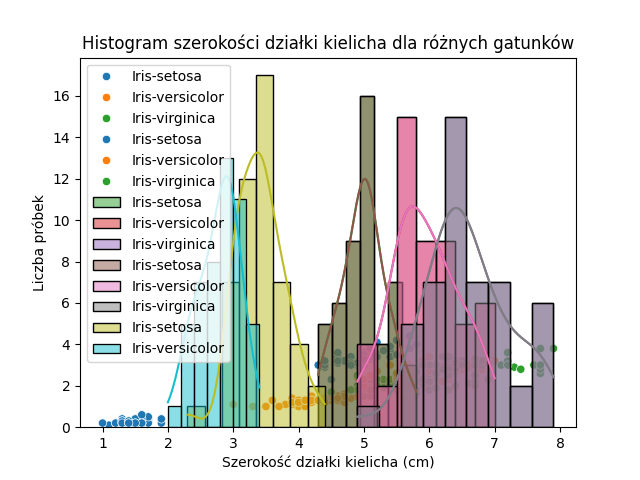 Histogram szerokości działki kielicha dla różnych gatunków
Liczba próbek
16
14
12
10
8
6
4
2
0
Iris-setosa
Iris-versicolor
Iris-virginica
Iris-setosa
Iris-versicolor
Iris-virginica
Iris-setosa
Iris-versicolor
Iris-virginica
Iris-setosa
Iris-versicolor
Iris-virginica
Iris-setosa
Iris-versicolor
1 2 3 4 5 6 7 8
Szerokość działki kielicha (cm)